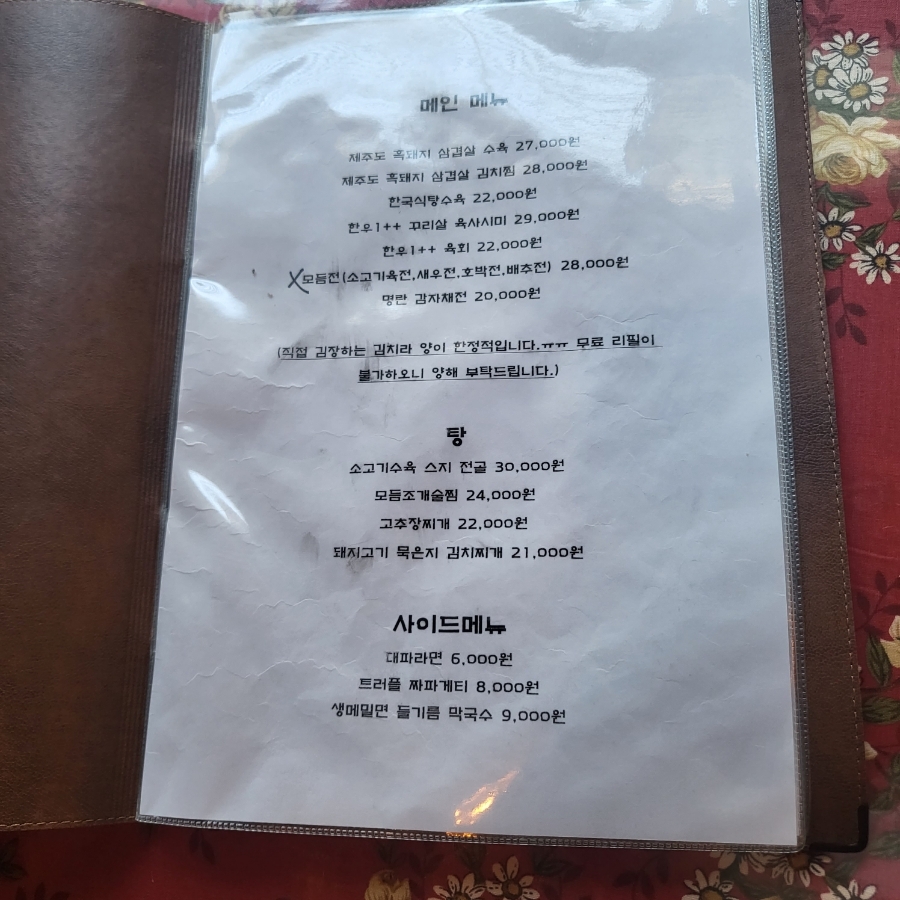 메인 메뉴
제주도 흑돼지 삼겹살 수육 27,000원
제주도 흑돼지 삼겹살 김치찜 28,000원
한국식탕수육 22,000원
한우1++ 꾸리살 육사시미 29,000원
한우1++ 육회 22,000원
X모듬전(소고기육전,새우전,호박전,배추전) 28,000원
명란 감자채전 20,000원
(직접 김장하는 김치라 양이 한정적입니다.ㅠㅠ 무료 리필이
불가하오니 양해 부탁드립니다.)
탕
소고기수육 스지 전골 30,000원
모듬조개술찜 24,000원
고추장찌개 22,000원
돼지고기 묵은지 김치찌개 21,000원
사이드메뉴
대파라면 6,000원
트러플 짜파게티 8,000원
생메밀면 들기름 막국수 9,000원